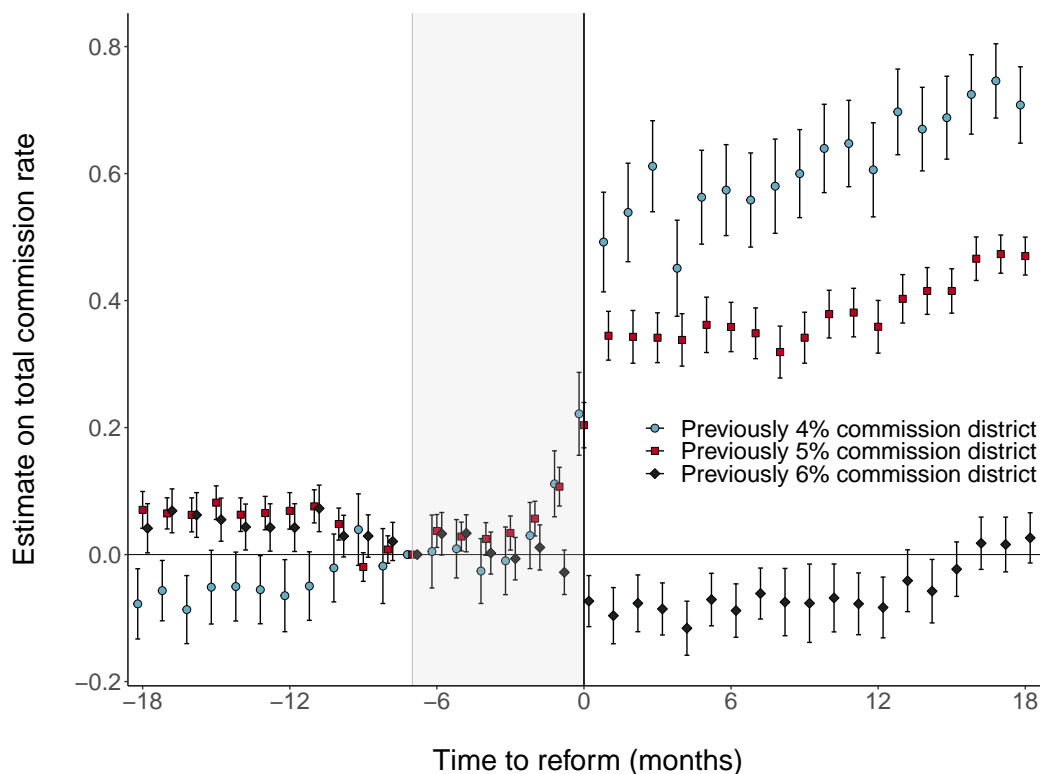 Estimate on total commission rate
0.8
0.6
0.4
0.2
0.0
−0.2
Previously 4% commission district
Previously 5% commission district
Previously 6% commission district
−18
−12
−6
0
6
12
18
Time to reform (months)